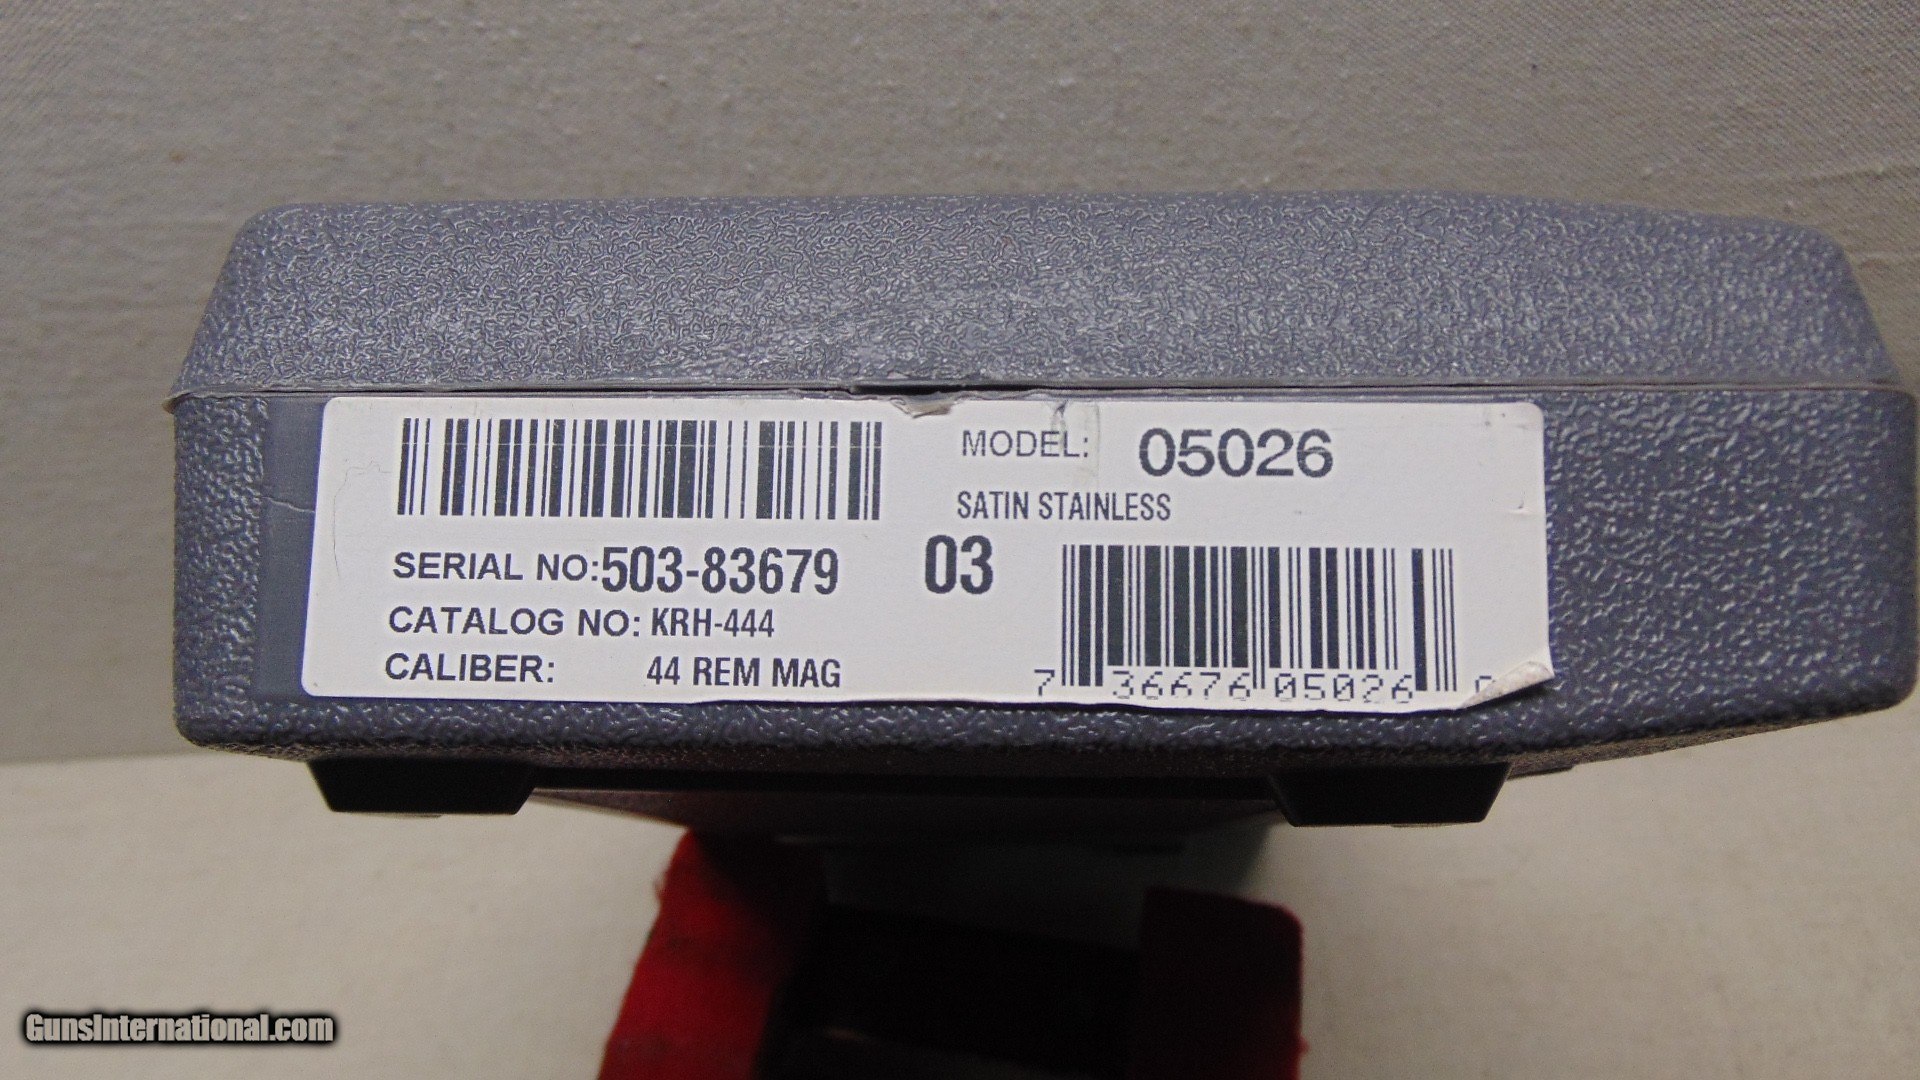 MODEL: 05026
SATIN STAINLESS
SERIAL NO:503-83679
03
CATALOG NO: KRH-444
CALIBER: 44 REM MAG
7 36676 05026
GunsInternational.com